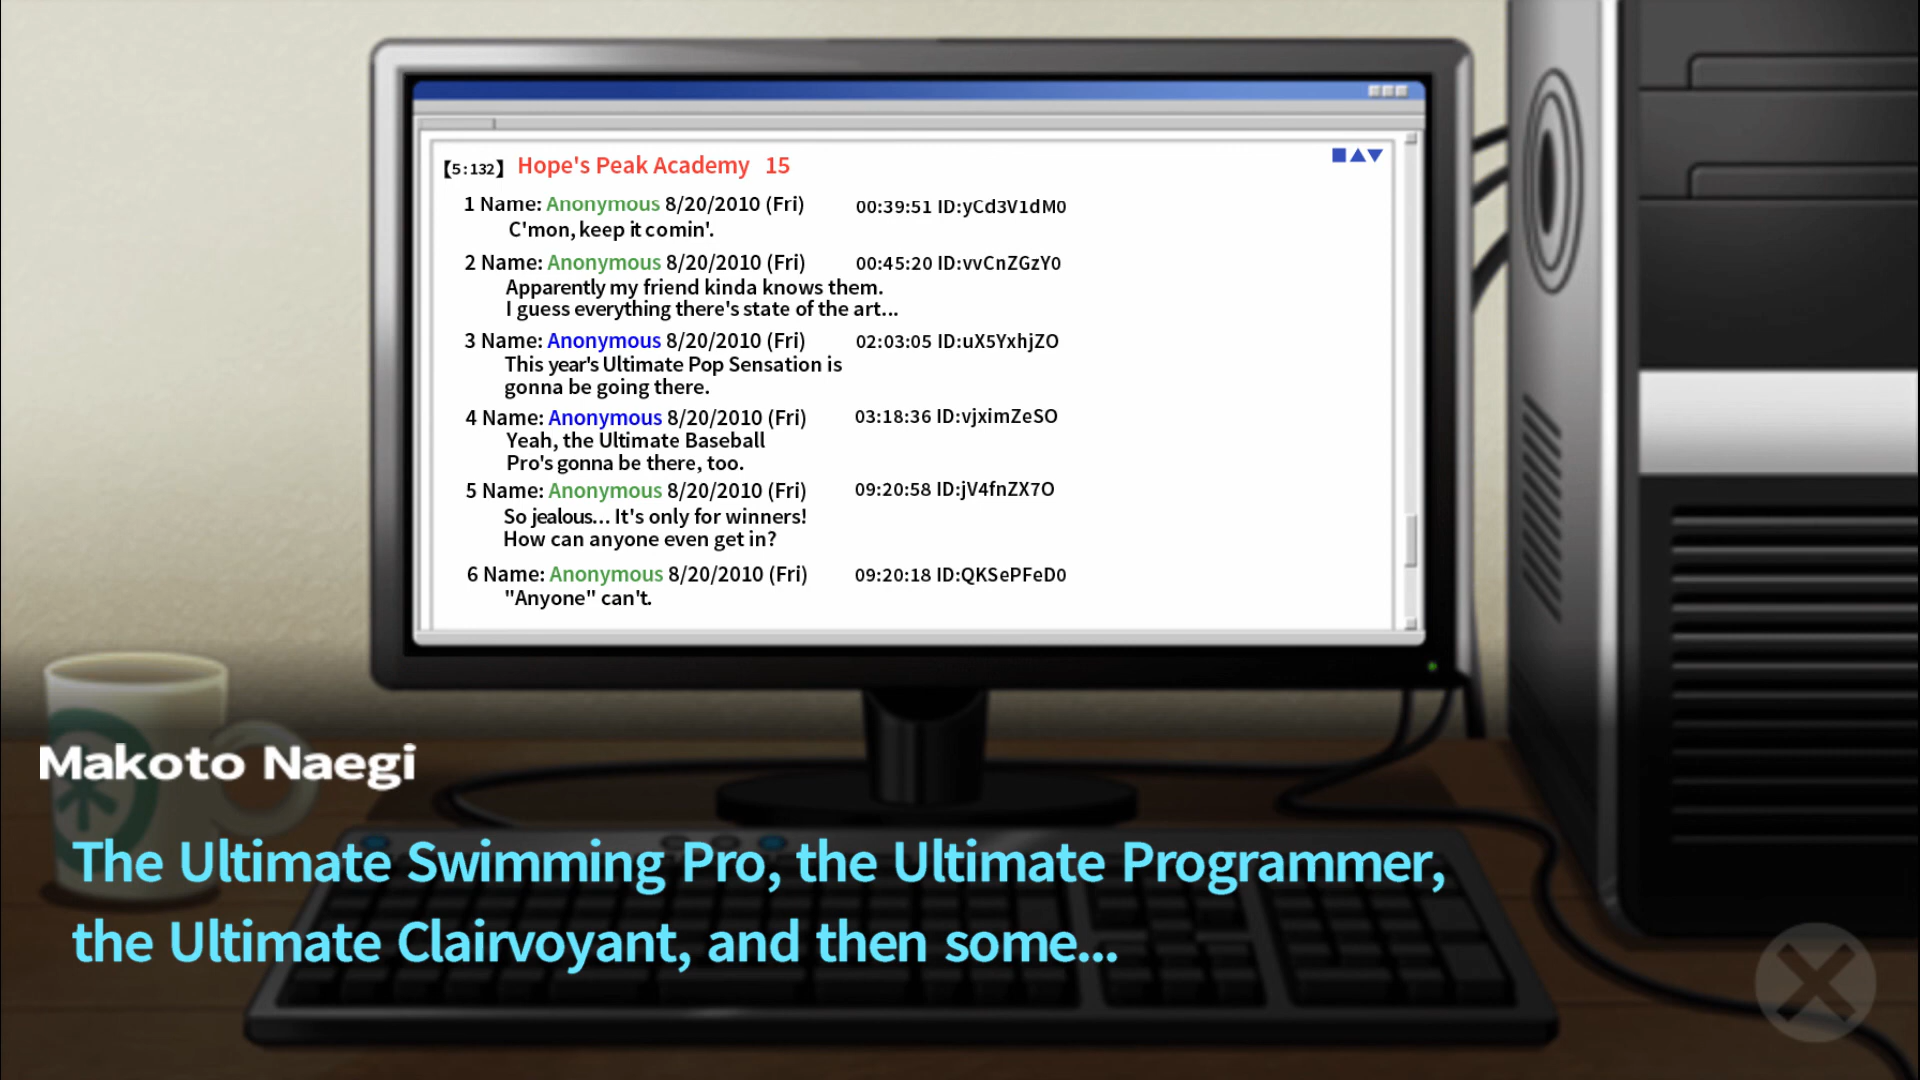 【5:132】 Hope's Peak Academy 15 ■▲▼
1 Name: Anonymous 8/20/2010 (Fri) 00:39:51 ID:yCd3V1dM0
C'mon, keep it comin'.
2 Name: Anonymous 8/20/2010 (Fri) 00:45:20 ID:vvCnZGzY0
Apparently my friend kinda knows them.
I guess everything there's state of the art...
3 Name: Anonymous 8/20/2010 (Fri) 02:03:05 ID:uX5YxhjZO
This year's Ultimate Pop Sensation is
gonna be going there.
4 Name: Anonymous 8/20/2010 (Fri) 03:18:36 ID:vjximZeSO
Yeah, the Ultimate Baseball
Pro's gonna be there, too.
5 Name: Anonymous 8/20/2010 (Fri) 09:20:58 ID:jV4fnZX7O
So jealous... It's only for winners!
How can anyone even get in?
6 Name: Anonymous 8/20/2010 (Fri) 09:20:18 ID:QKSePFeD0
"Anyone" can't.
Makoto Naegi
The Ultimate Swimming Pro, the Ultimate Programmer,
the Ultimate Clairvoyant, and then some...